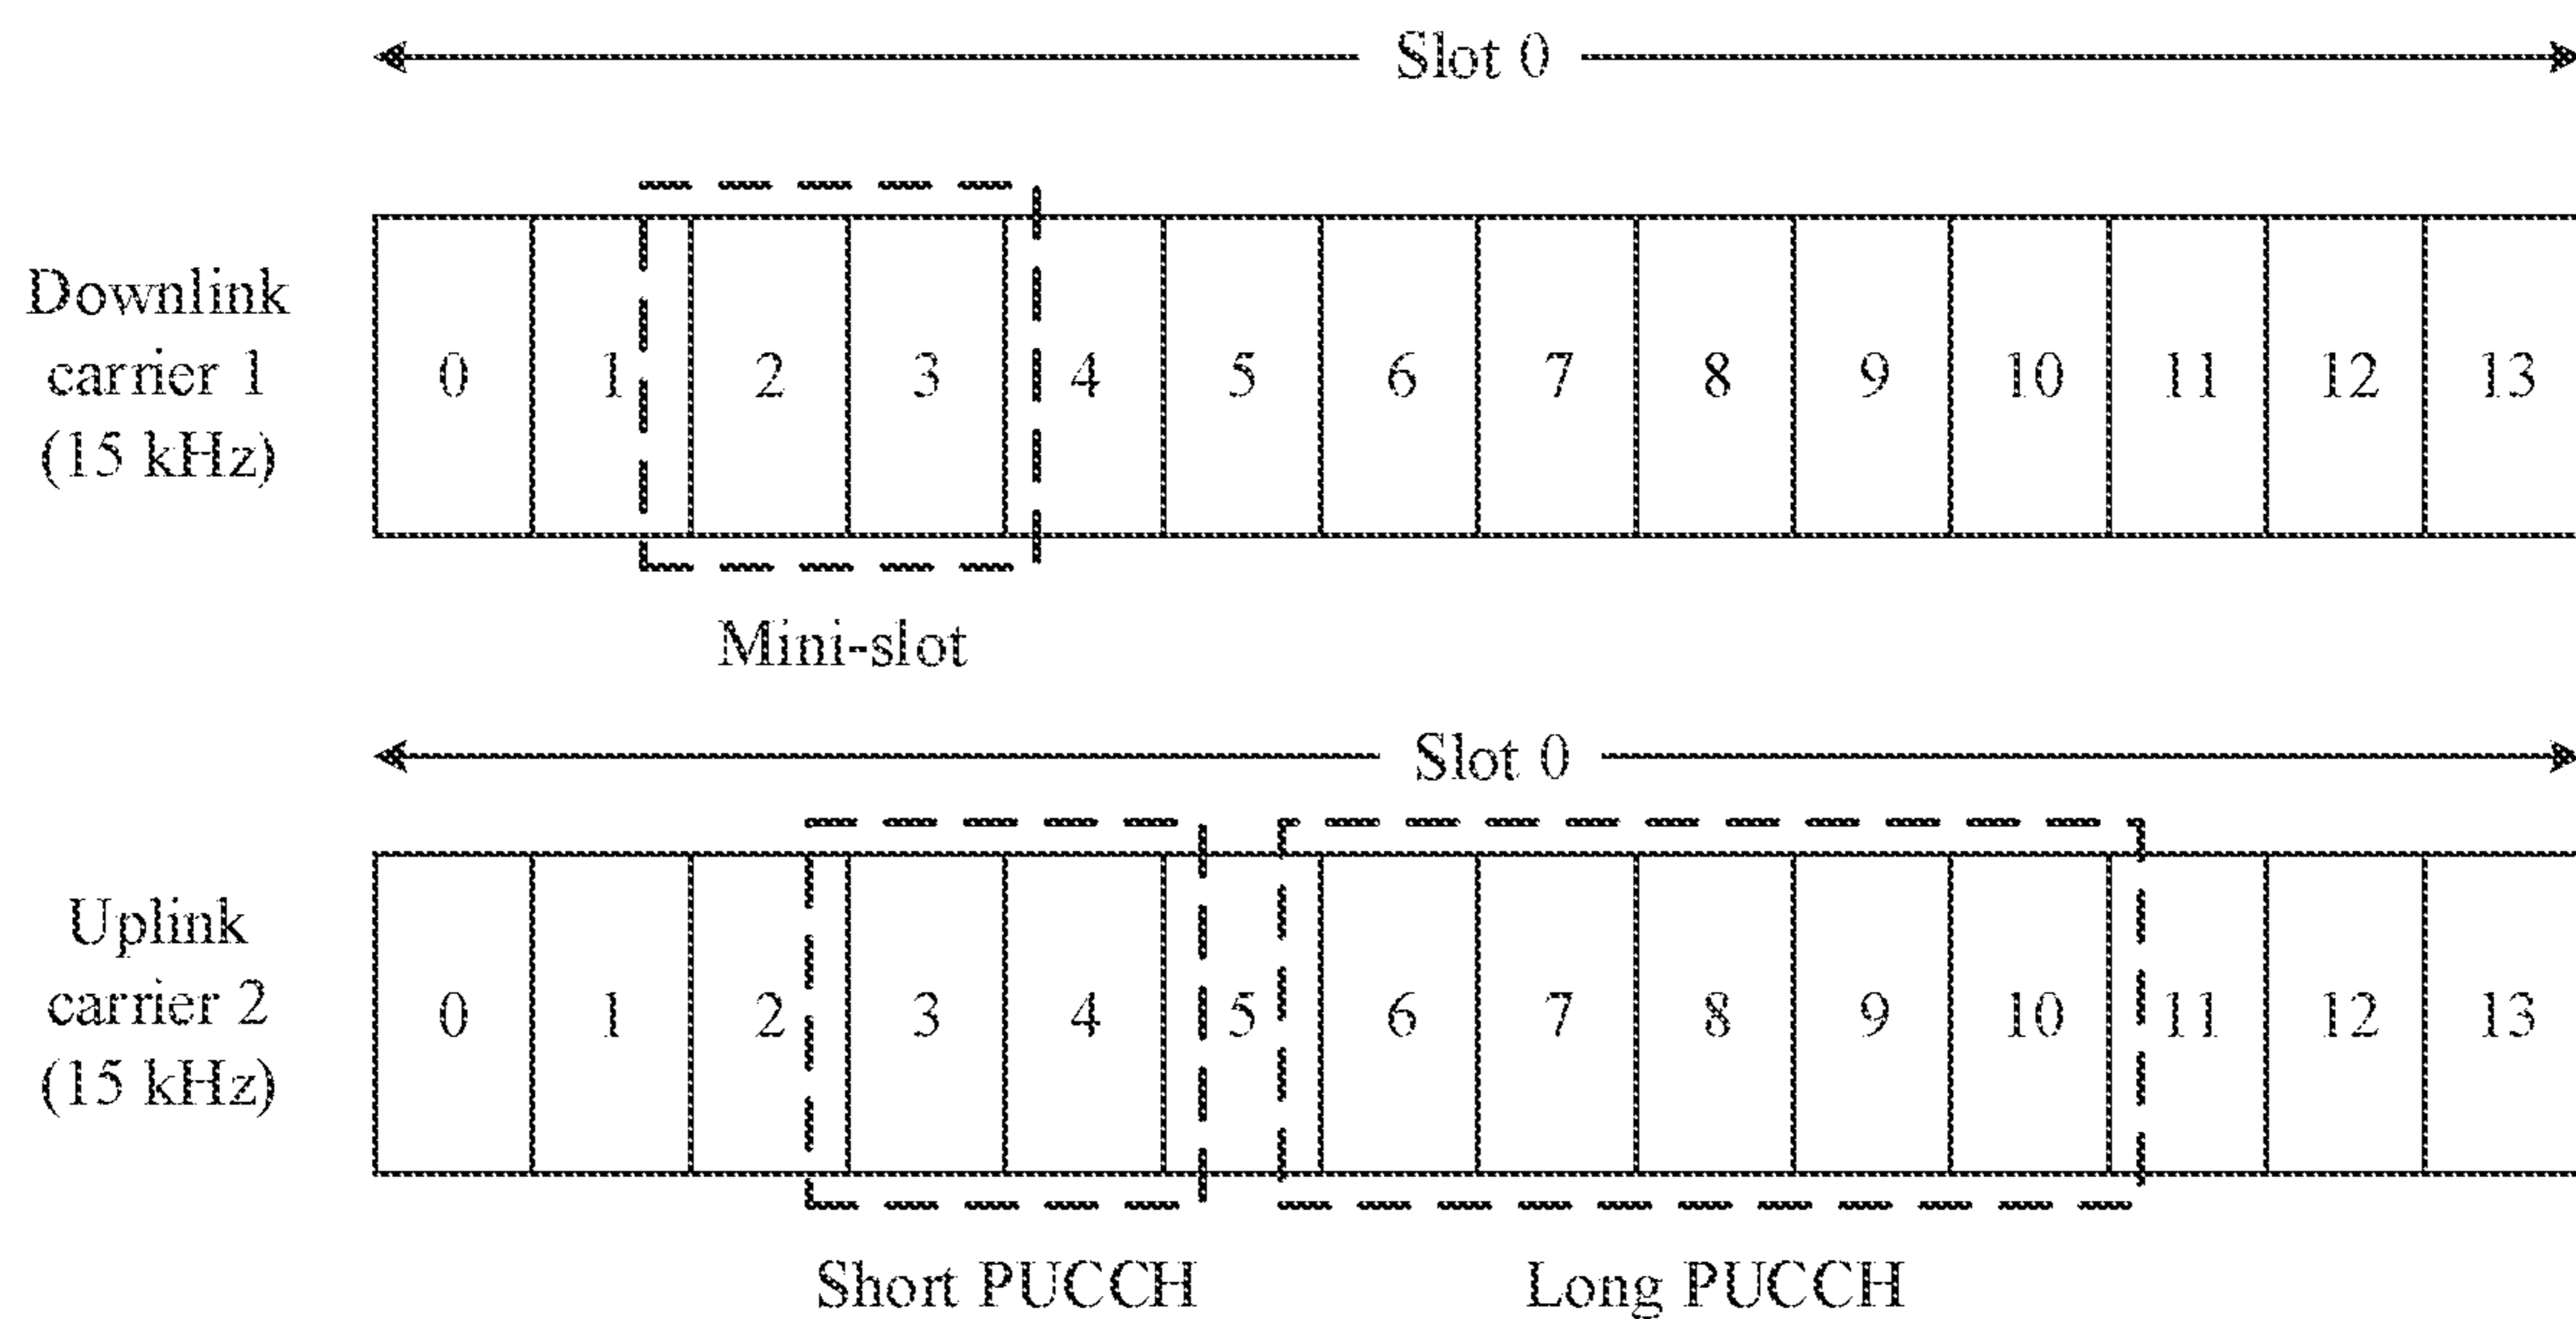 Slot 0
Downlink
carrier 1
(15 kHz)
0 1 2 3 4 5 6 7 8 9 10 11 12 13
Mini-slot
Slot 0
Uplink
carrier 2
(15 kHz)
0 1 2 3 4 5 6 7 8 9 10 11 12 13
Short PUCCH
Long PUCCH